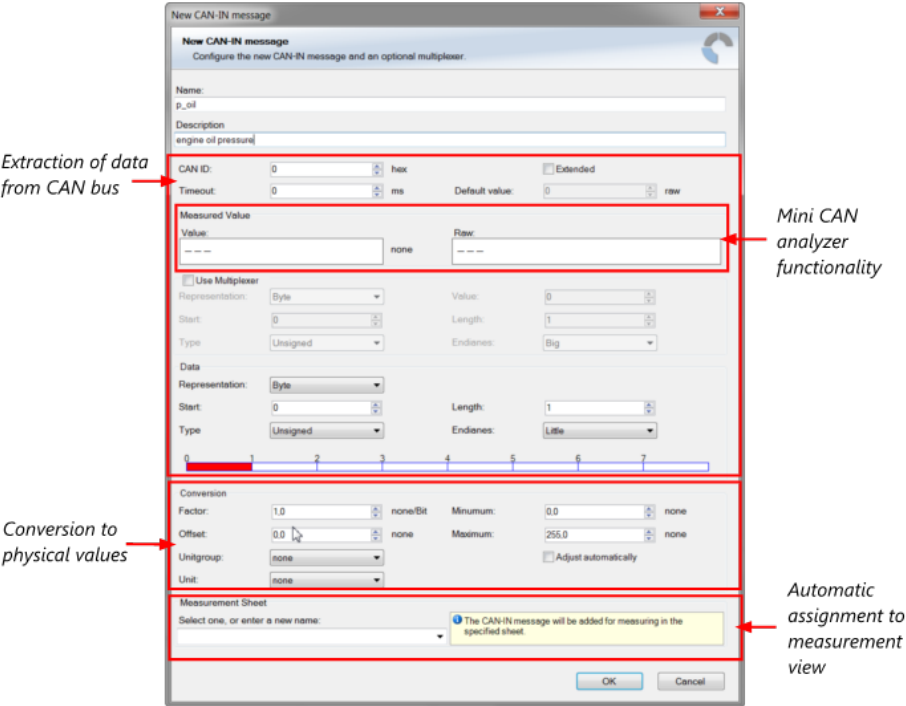 New CAN-IN message
New CAN-IN message
Configure the new CAN-IN message and an optional multiplexer.
Name:
p_oil
Description
engine oil pressure
Extraction of data
from CAN bus
CAN ID: 0 hex Extended
Timeout: 0 ms Default value: 0 raw
Measured Value
Value: Raw:
--- none ---
Mini CAN
analyzer
functionality
Use Multiplexer
Representation: Byte Value: 0
Start: 0 Length: 1
Type Unsigned Endianes: Big
Data
Representation: Byte
Start: 0 Length: 1
Type Unsigned Endianes: Little
0 1 2 3 4 5 6 7
Conversion to
physical values
Conversion
Factor: 1,0 none/Bit Minumum: 0,0 none
Offset: 0,0 none Maximum: 255,0 none
Unitgroup: none Adjust automatically
Unit: none
Measurement Sheet
Select one, or enter a new name:
The CAN-IN message will be added for measuring in the
specified sheet.
Automatic
assignment to
measurement
view
OK Cancel